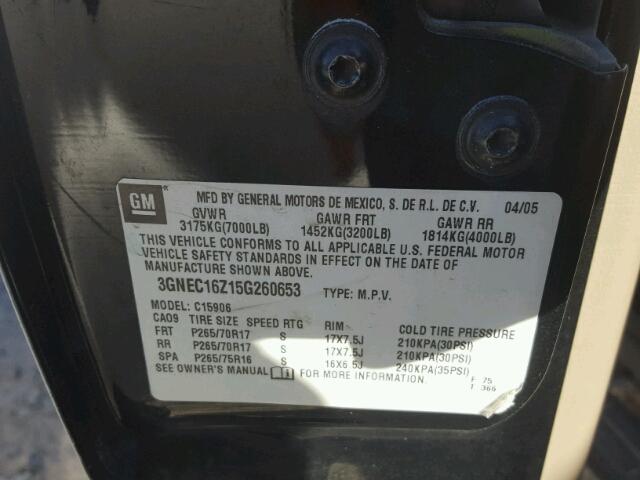 GM
MFD BY GENERAL MOTORS DE MEXICO, S. DE R.L. DE C.V. 04/05
GVWR GAWR FRT GAWR RR
3175KG(7000LB) 1452KG(3200LB) 1814KG(4000LB)
THIS VEHICLE CONFORMS TO ALL APPLICABLE U.S. FEDERAL MOTOR
VEHICLE SAFETY STANDARDS IN EFFECT ON THE DATE OF
MANUFACTURE SHOWN ABOVE.
3GNEC16Z15G260653 TYPE: M.P.V.
MODEL: C15906
CAO9 TIRE SIZE SPEED RTG RIM COLD TIRE PRESSURE
FRT P265/70R17 S 17X7.5J 210KPA(30PSI)
RR P265/70R17 S 17X7.5J 210KPA(30PSI)
SPA P265/75R16 S 16X6.5J 240KPA(35PSI)
SEE OWNER'S MANUAL FOR MORE INFORMATION.
F 75
T 366